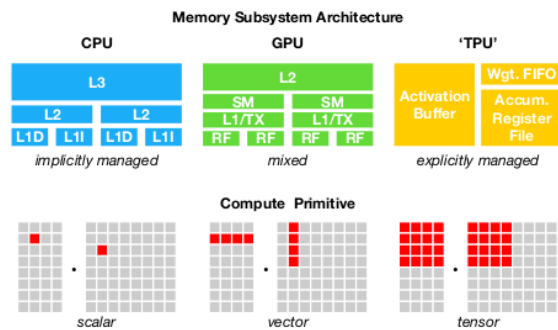 Memory Subsystem Architecture
CPU
GPU
'TPU'
L3
L2
L2
L1D
L1I
L1D
L1I
implicitly managed
L2
SM
SM
L1/TX
L1/TX
RF
RF
RF
RF
mixed
Activation
Buffer
Wgt. FIFO
Accum.
Register
File
explicitly managed
Compute Primitive
scalar
vector
tensor